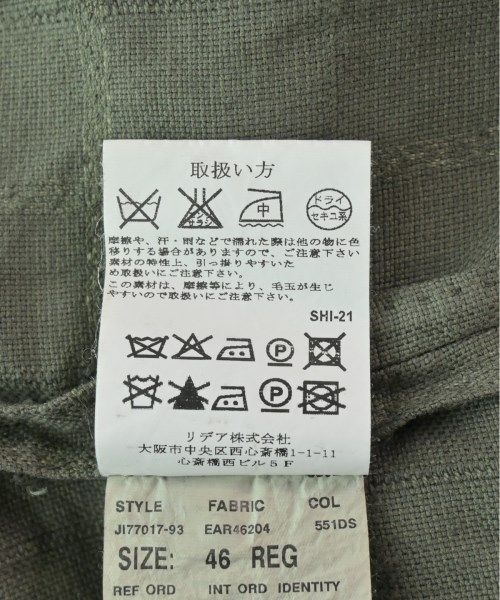 取扱い方
エンソ
サラシ
中
ドライ
セキユ系
摩擦や、汗・雨などで濡れた際は他の物に色
移りする場合がありますので、ご注意下さい
素材の特性上、引っ掛りやすいため
め取扱いにご注意下さい。
この素材は、摩擦等により、毛玉が生じ
やすいので取扱いにご注意下さい。
SHI-21
P
P
リデア株式会社
大阪市中央区西心斎橋1-1-11
心斎橋西ビル5F
STYLE FABRIC COL
JI77017-93 EAR46204 551DS
SIZE: 46 REG
REF ORD INT ORD IDENTITY